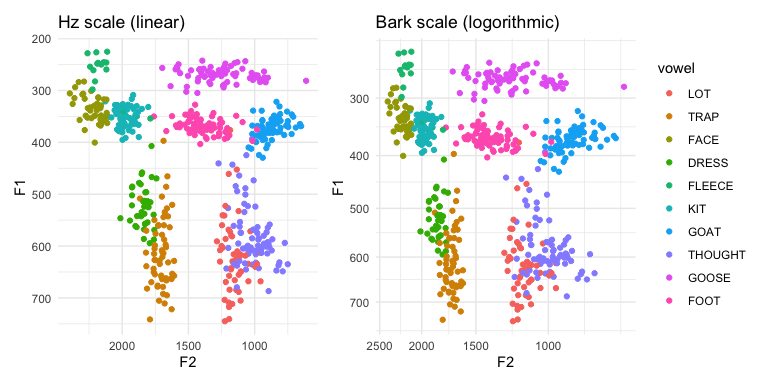 Hz scale (linear)
200
300
400
500
600
700
F1
2000
1500
1000
F2
Bark scale (logorithmic)
300
400
500
600
700
F1
2500
2000
1500
1000
F2
vowel
LOT
TRAP
FACE
DRESS
FLEECE
KIT
GOAT
THOUGHT
GOOSE
FOOT